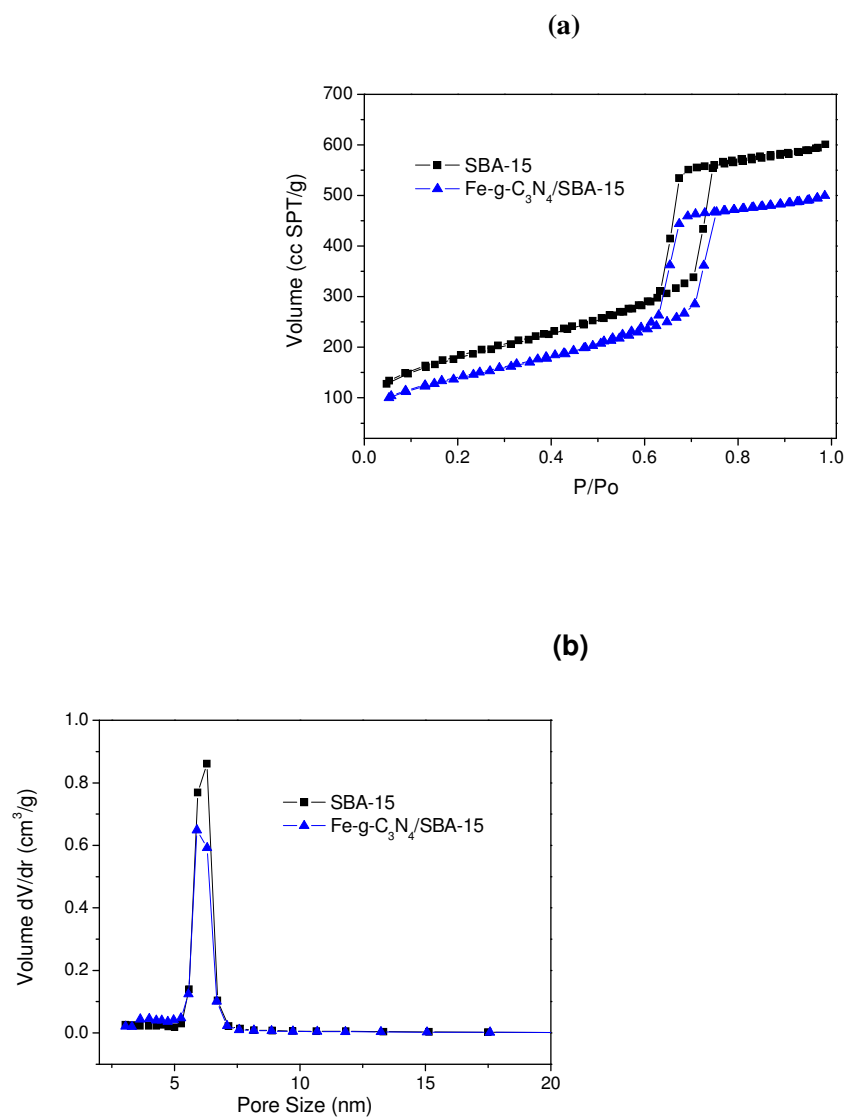 (a)
700
600
500
400
300
200
100
Volume (cc SPT/g)
SBA-15
Fe-g-C₃N₄/SBA-15
0.0 0.2 0.4 0.6 0.8 1.0
P/Po
(b)
1.0
0.8
0.6
0.4
0.2
0.0
Volume dV/dr (cm³/g)
SBA-15
Fe-g-C₃N₄/SBA-15
5 10 15 20
Pore Size (nm)